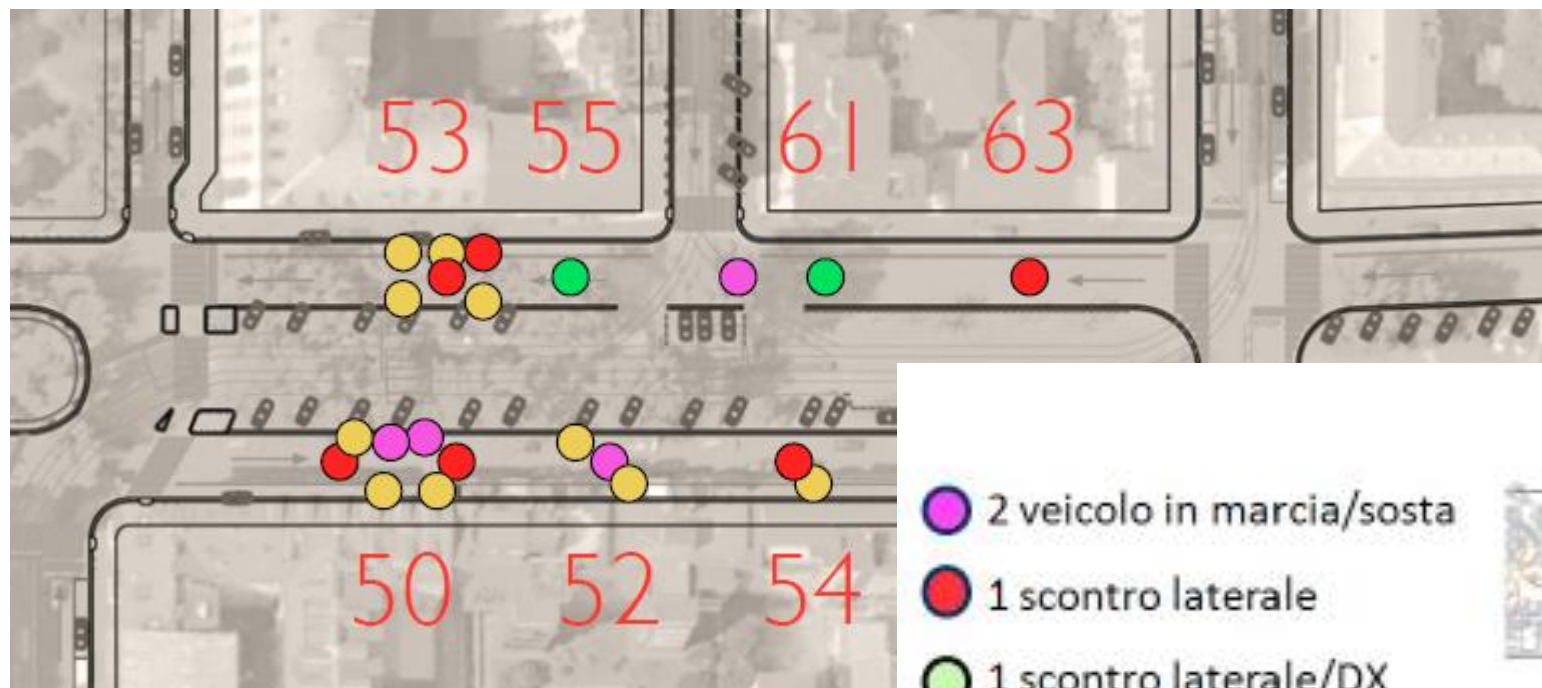 53 55 61 63
50 52 54
2 veicolo in marcia/sosta
1 scontro laterale
1 scontro laterale/DX